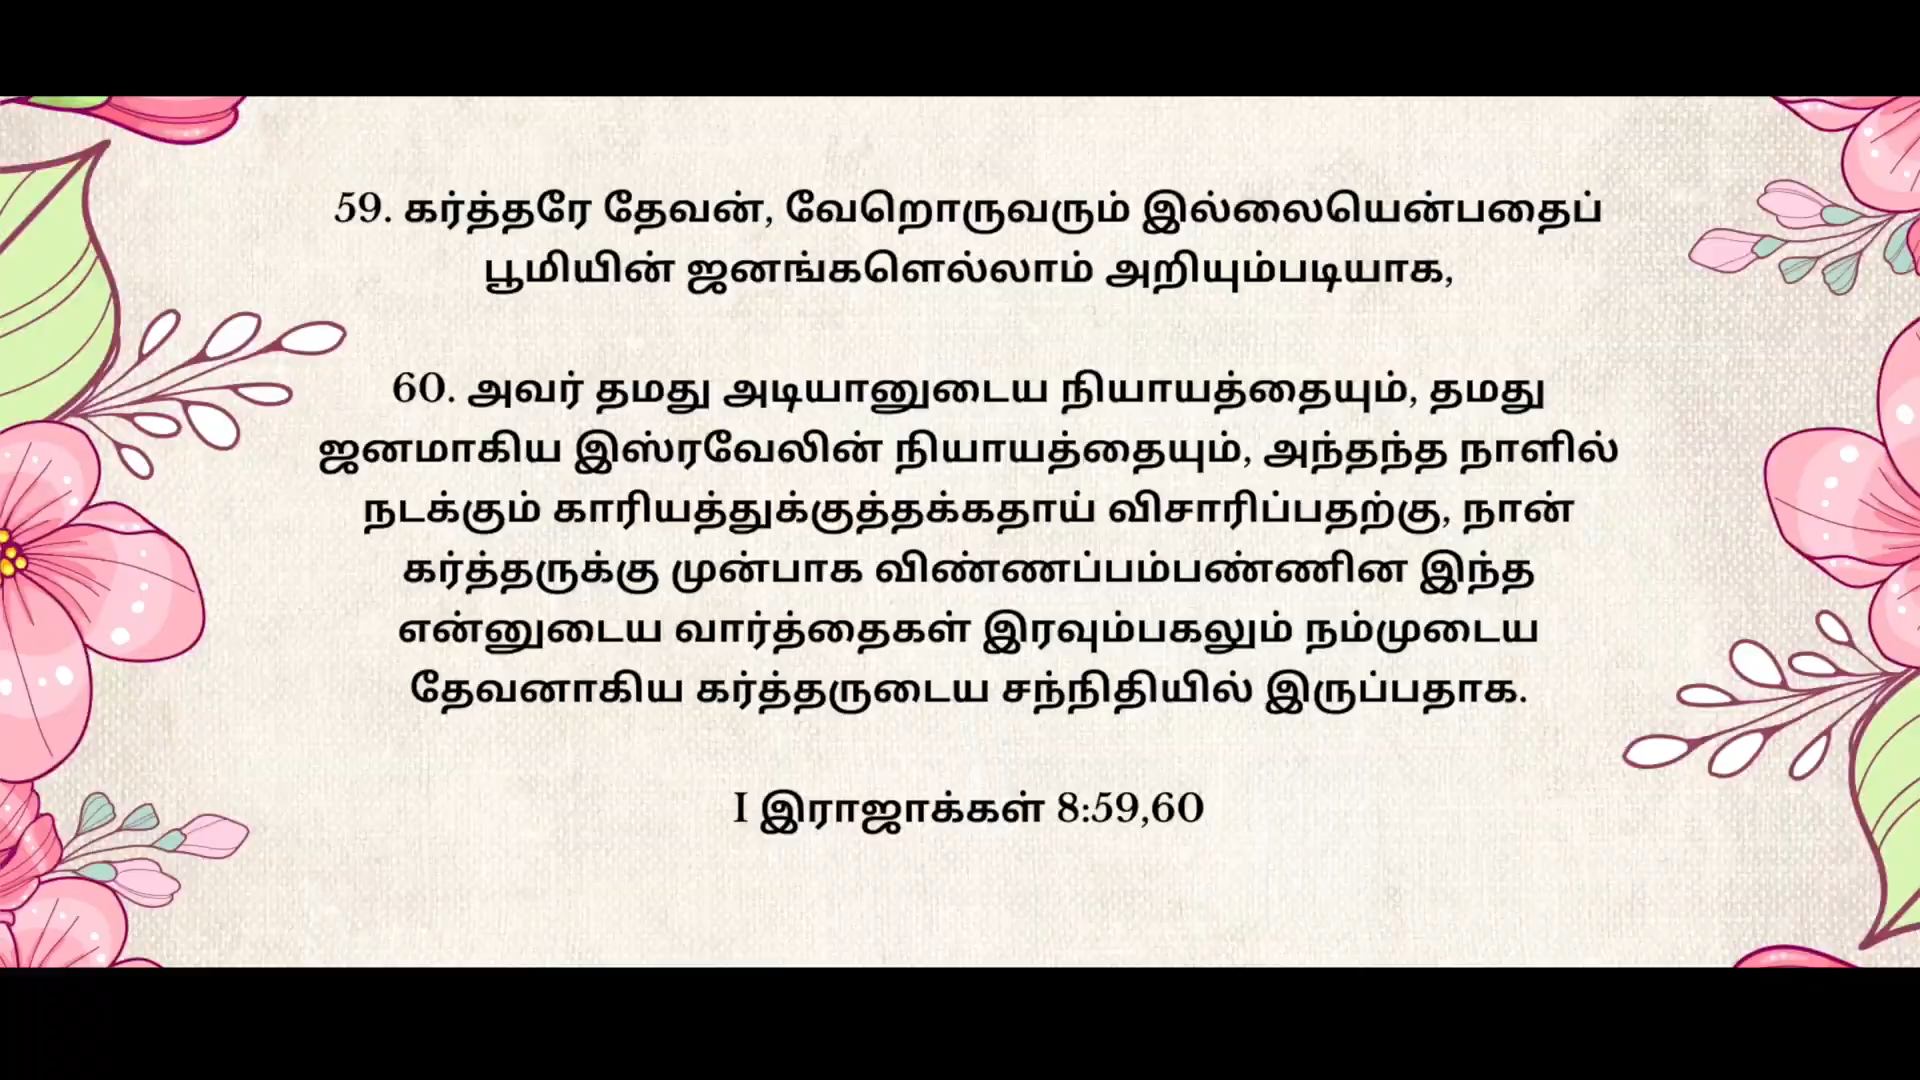 59. கர்த்தரே தேவன், வேறொருவரும் இல்லையென்பதைப்
பூமியின் ஜனங்களெல்லாம் அறியும்படியாக,
60. அவர் தமது அடியானுடைய நியாயத்தையும், தமது
ஜனமாகிய இஸ்ரவேலின் நியாயத்தையும், அந்தந்த நாளில்
நடக்கும் காரியத்துக்குத்தக்கதாய் விசாரிப்பதற்கு, நான்
கர்த்தருக்கு முன்பாக விண்ணப்பம்பண்ணின இந்த
என்னுடைய வார்த்தைகள் இரவும்பகலும் நம்முடைய
தேவனாகிய கர்த்தருடைய சந்நிதியில் இருப்பதாக.
I இராஜாக்கள் 8:59,60